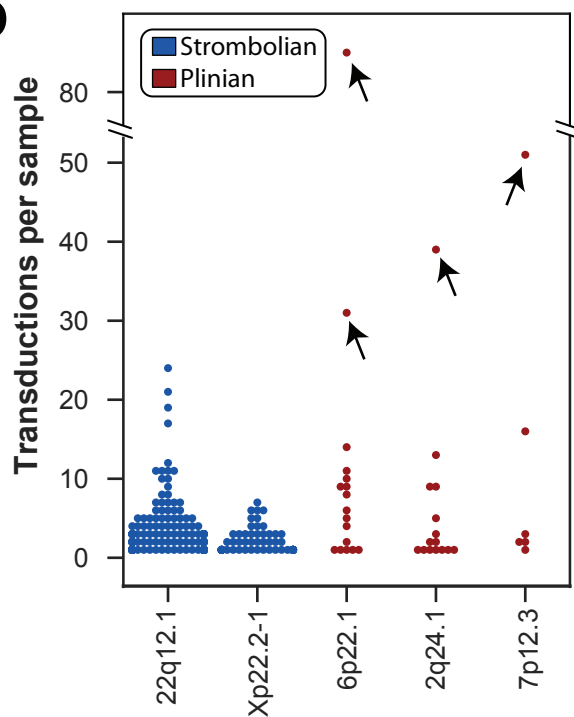 Strombolian
Plinian
Transductions per sample
80
50
40
30
20
10
0
22q12.1
Xp22.2-1
6p22.1
2q24.1
7p12.3